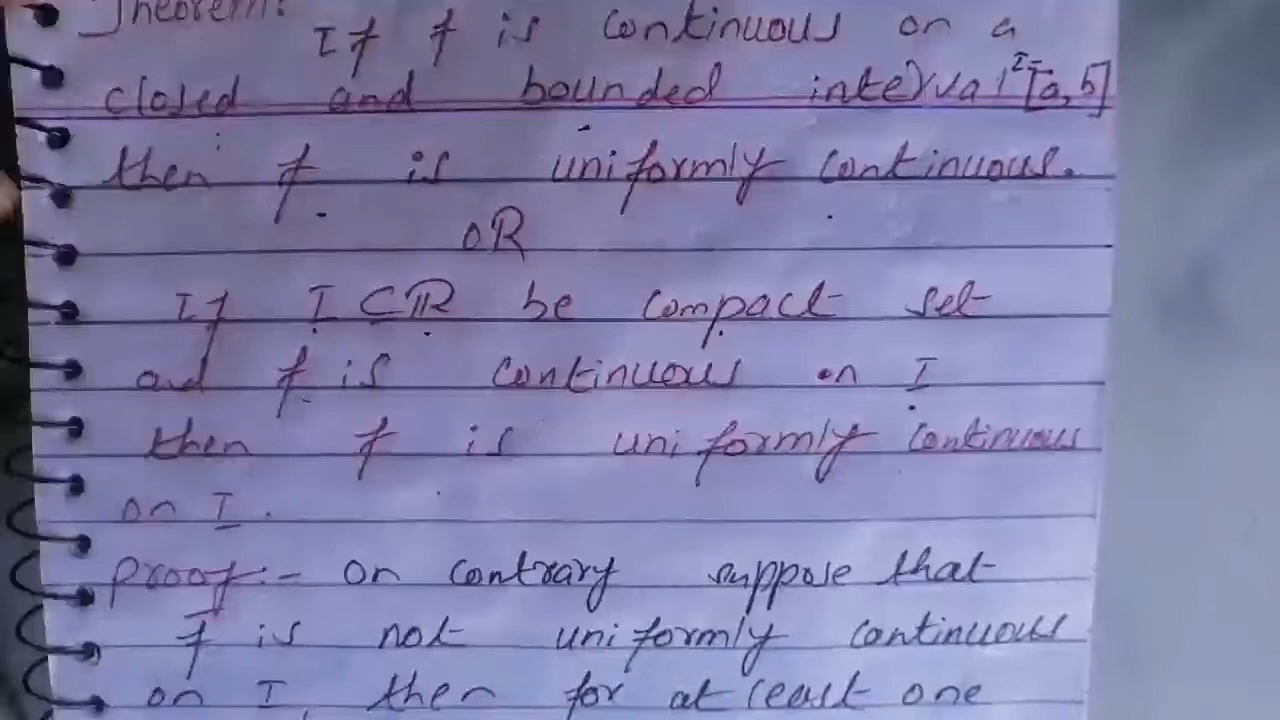 Theorem:
If f is continuous on a
closed and bounded interval I=[a,b]
then f is uniformly continuous.
OR
If I ⊂ ℝ be compact set
and f is continuous on I
then f is uniformly continuous
on I.
Proof:- On contrary suppose that
f is not uniformly continuous
on I, then for at least one